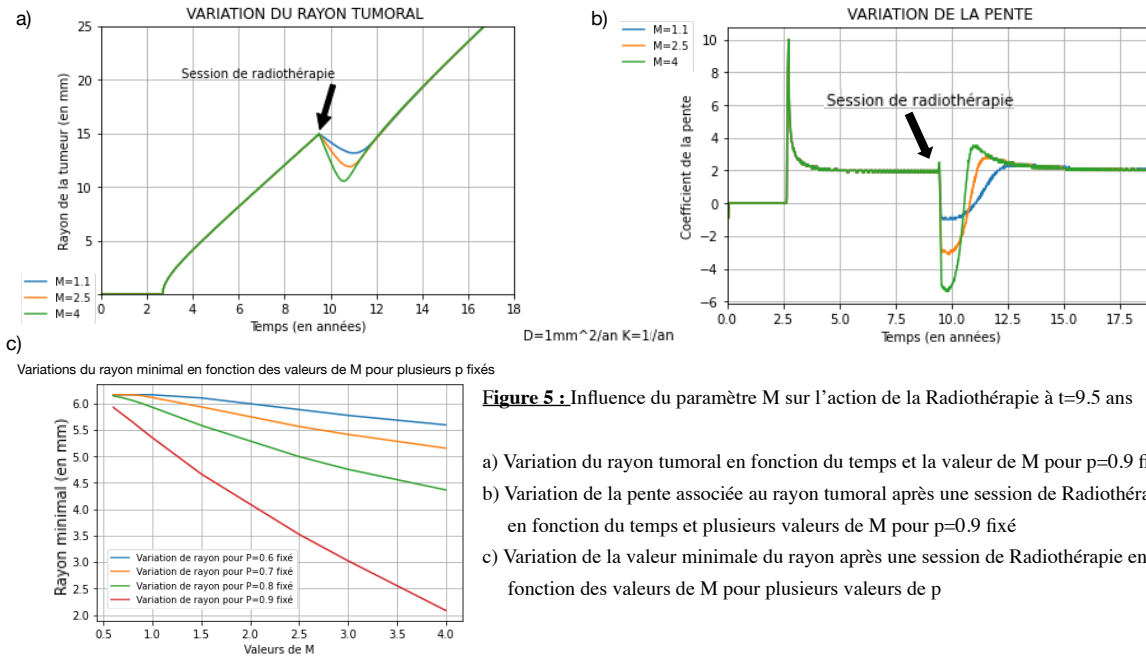 a)
VARIATION DU RAYON TUMORAL
25
20
15
10
5
Rayon de la tumeur (en mm)
Session de radiothérapie
M=1.1
M=2.5
M=4
0 2 4 6 8 10 12 14 16 18
Temps (en années)
b)
VARIATION DE LA PENTE
M=1.1
M=2.5
M=4
10
8
6
4
2
0
−2
−4
−6
Coefficient de la pente
Session de radiothérapie
0.0 2.5 5.0 7.5 10.0 12.5 15.0 17.5
Temps (en années)
D=1mm^2/an K=1/an
c)
Variations du rayon minimal en fonction des valeurs de M pour plusieurs p fixés
6.0
5.5
5.0
4.5
4.0
3.5
3.0
2.5
2.0
Rayon minimal (en mm)
Variation de rayon pour P=0.6 fixé
Variation de rayon pour P=0.7 fixé
Variation de rayon pour P=0.8 fixé
Variation de rayon pour P=0.9 fixé
0.5 1.0 1.5 2.0 2.5 3.0 3.5 4.0
Valeurs de M
Figure 5 : Influence du paramètre M sur l’action de la Radiothérapie à t=9.5 ans
a) Variation du rayon tumoral en fonction du temps et la valeur de M pour p=0.9 fi
b) Variation de la pente associée au rayon tumoral après une session de Radiothéra
en fonction du temps et plusieurs valeurs de M pour p=0.9 fixé
c) Variation de la valeur minimale du rayon après une session de Radiothérapie en
fonction des valeurs de M pour plusieurs valeurs de p